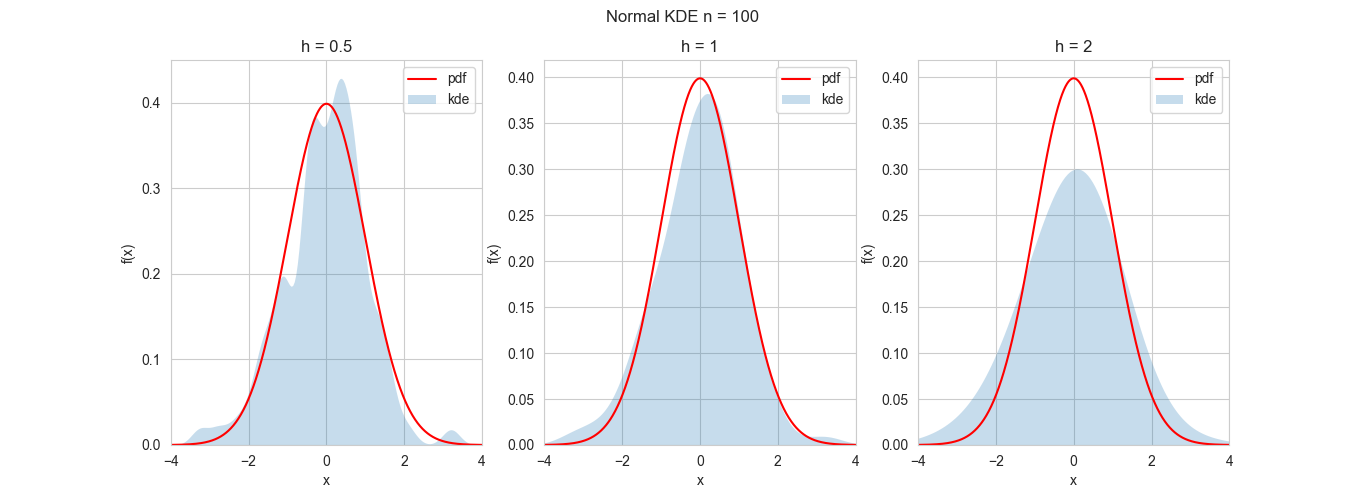 Normal KDE n = 100
h = 0.5
pdf
kde
0.4
0.3
0.2
0.1
0.0
f(x)
−4
−2
0
2
4
x
h = 1
pdf
kde
0.40
0.35
0.30
0.25
0.20
0.15
0.10
0.05
0.00
f(x)
−4
−2
0
2
4
x
h = 2
pdf
kde
0.40
0.35
0.30
0.25
0.20
0.15
0.10
0.05
0.00
f(x)
−4
−2
0
2
4
x